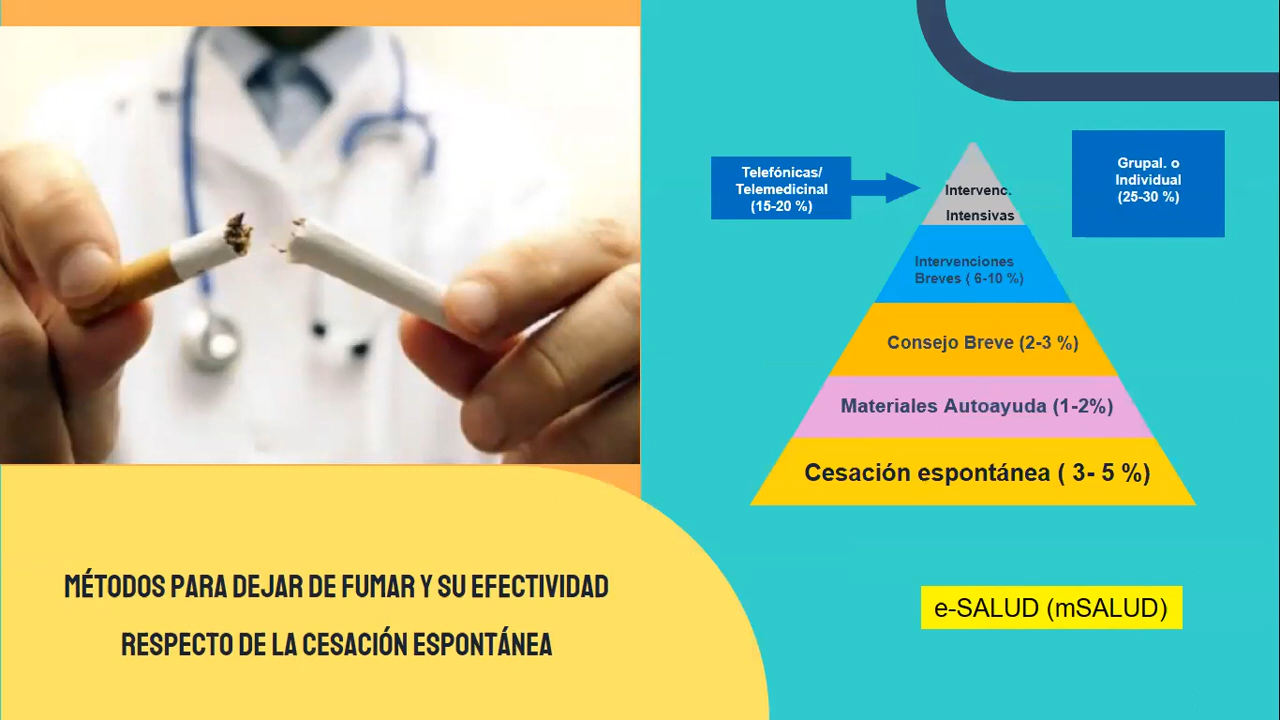 Telefónicas/
Telemedicinal
(15-20 %)
Intervenc.
Intensivas
Grupal. o
Individual
(25-30 %)
Intervenciones
Breves ( 6-10 %)
Consejo Breve (2-3 %)
Materiales Autoayuda (1-2%)
Cesación espontánea ( 3- 5 %)
MÉTODOS PARA DEJAR DE FUMAR Y SU EFECTIVIDAD
RESPECTO DE LA CESACIÓN ESPONTÁNEA
e-SALUD (mSALUD)